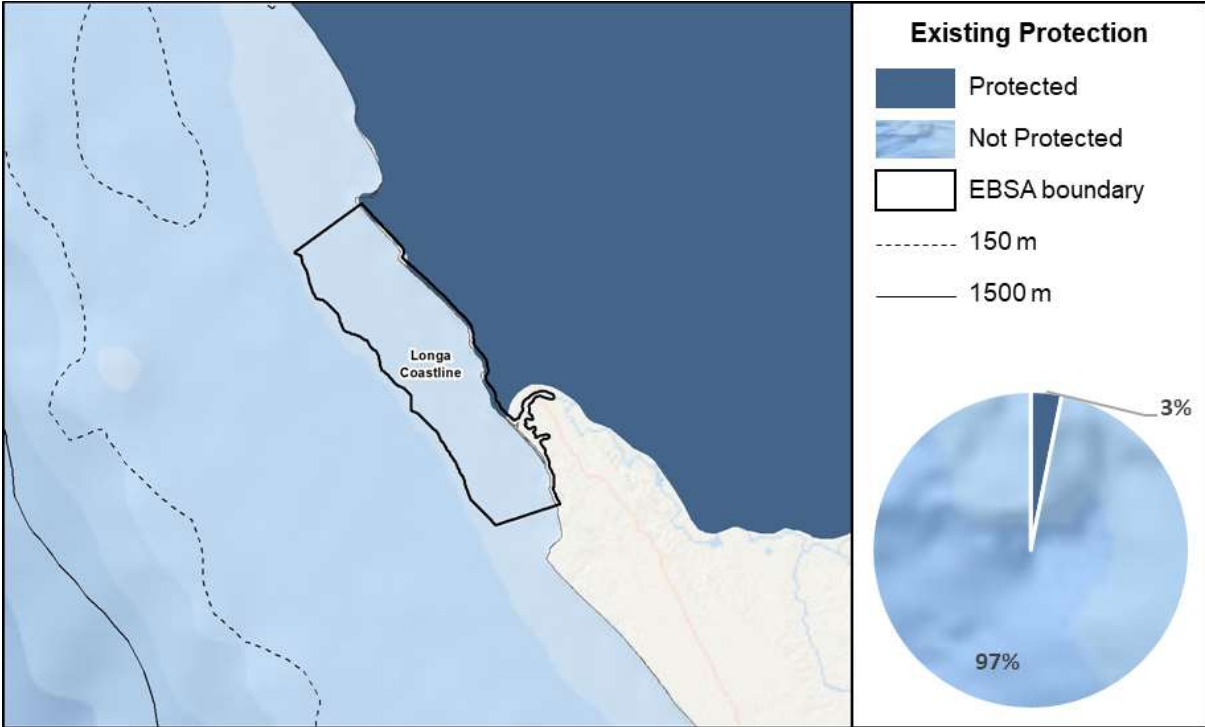 Longa
Coastline
Existing Protection
Protected
Not Protected
EBSA boundary
150 m
1500 m
3%
97%